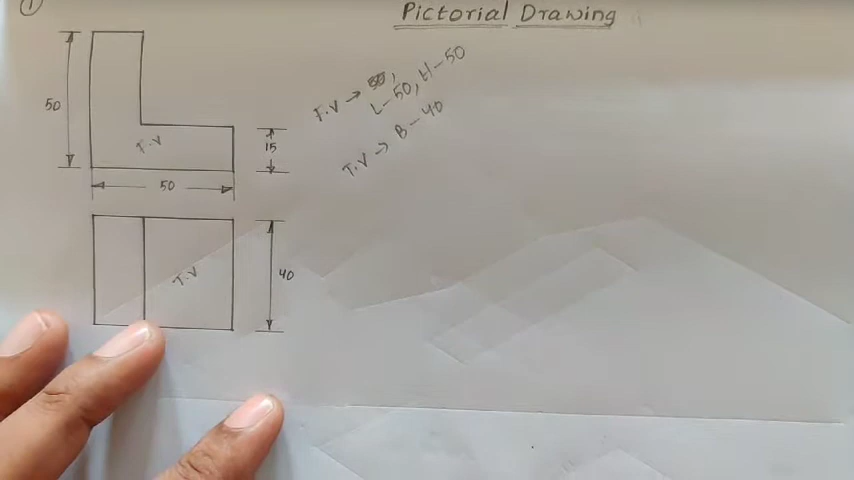 ①
Pictorial Drawing
F.V → 50,
L-50, H-50
T.V → B-40
50
F.V
15
50
T.V
40